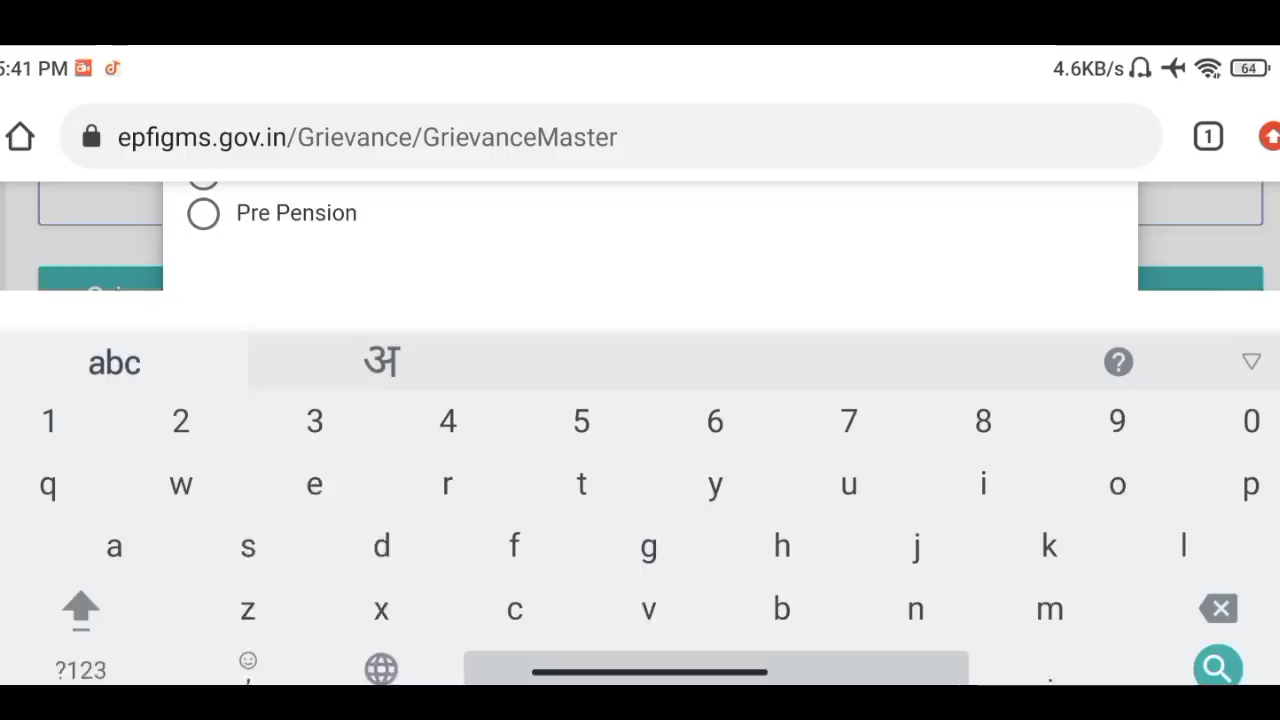 5:41 PM 4.6KB/s 64
epfigms.gov.in/Grievance/GrievanceMaster 1
Pre Pension
abc अ ?
1 2 3 4 5 6 7 8 9 0
q w e r t y u i o p
a s d f g h j k l
z x c v b n m
?123 , .